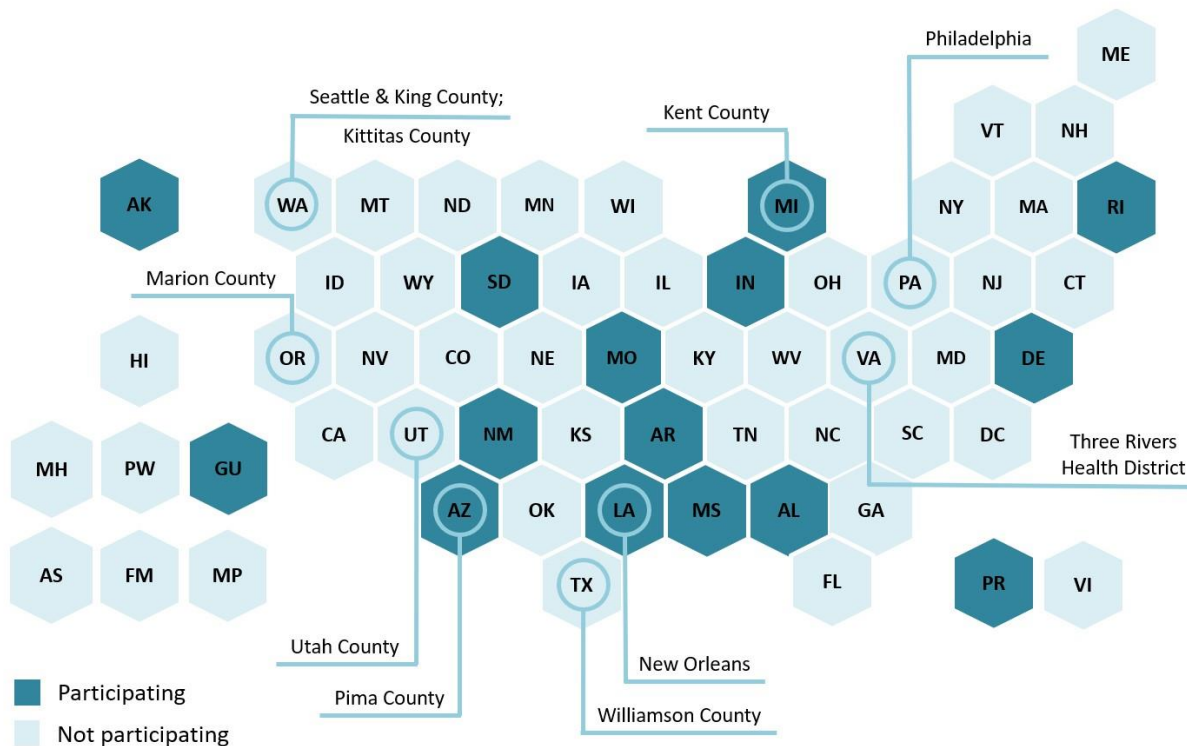 Philadelphia
ME
Seattle & King County;
Kittitas County
Kent County
VT
NH
AK
WA
MT
ND
MN
WI
MI
NY
MA
RI
Marion County
ID
WY
SD
IA
IL
IN
OH
PA
NJ
CT
HI
OR
NV
CO
NE
MO
KY
WV
VA
MD
DE
CA
UT
NM
KS
AR
TN
NC
SC
DC
Three Rivers
Health District
MH
PW
GU
AZ
OK
LA
MS
AL
GA
AS
FM
MP
TX
FL
PR
VI
Utah County
New Orleans
Pima County
Williamson County
Participating
Not participating